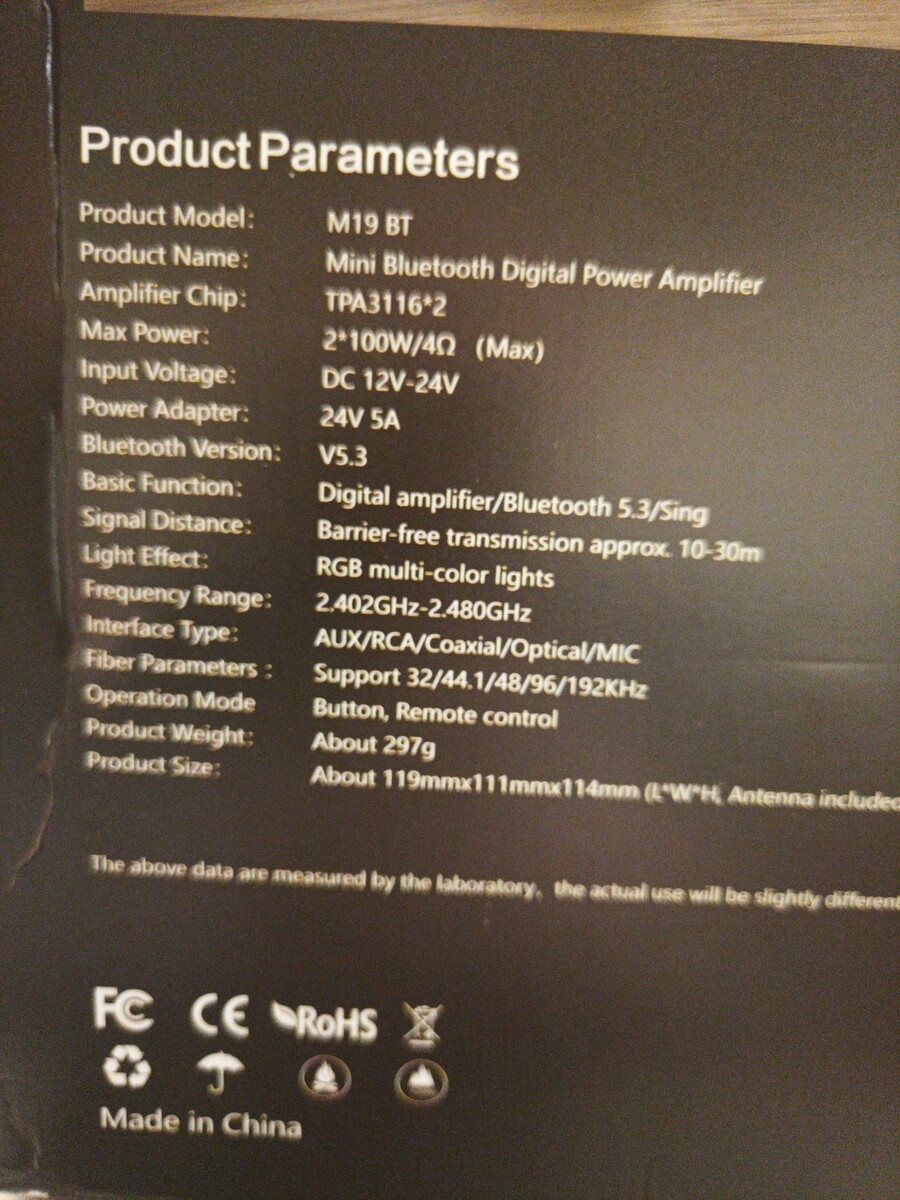 Product Parameters
Product Model: M19 BT
Product Name: Mini Bluetooth Digital Power Amplifier
Amplifier Chip: TPA3116*2
Max Power: 2*100W/4Ω (Max)
Input Voltage: DC 12V-24V
Power Adapter: 24V 5A
Bluetooth Version: V5.3
Basic Function: Digital amplifier/Bluetooth 5.3/Sing
Signal Distance: Barrier-free transmission approx. 10-30m
Light Effect: RGB multi-color lights
Frequency Range: 2.402GHz-2.480GHz
Interface Type: AUX/RCA/Coaxial/Optical/MIC
Fiber Parameters : Support 32/44.1/48/96/192KHz
Operation Mode Button, Remote control
Product Weight: About 297g
Product Size: About 119mmx111mmx114mm (L*W*H, Antenna included
The above data are measured by the laboratory, the actual use will be slightly different
FC CE RoHS
Made in China